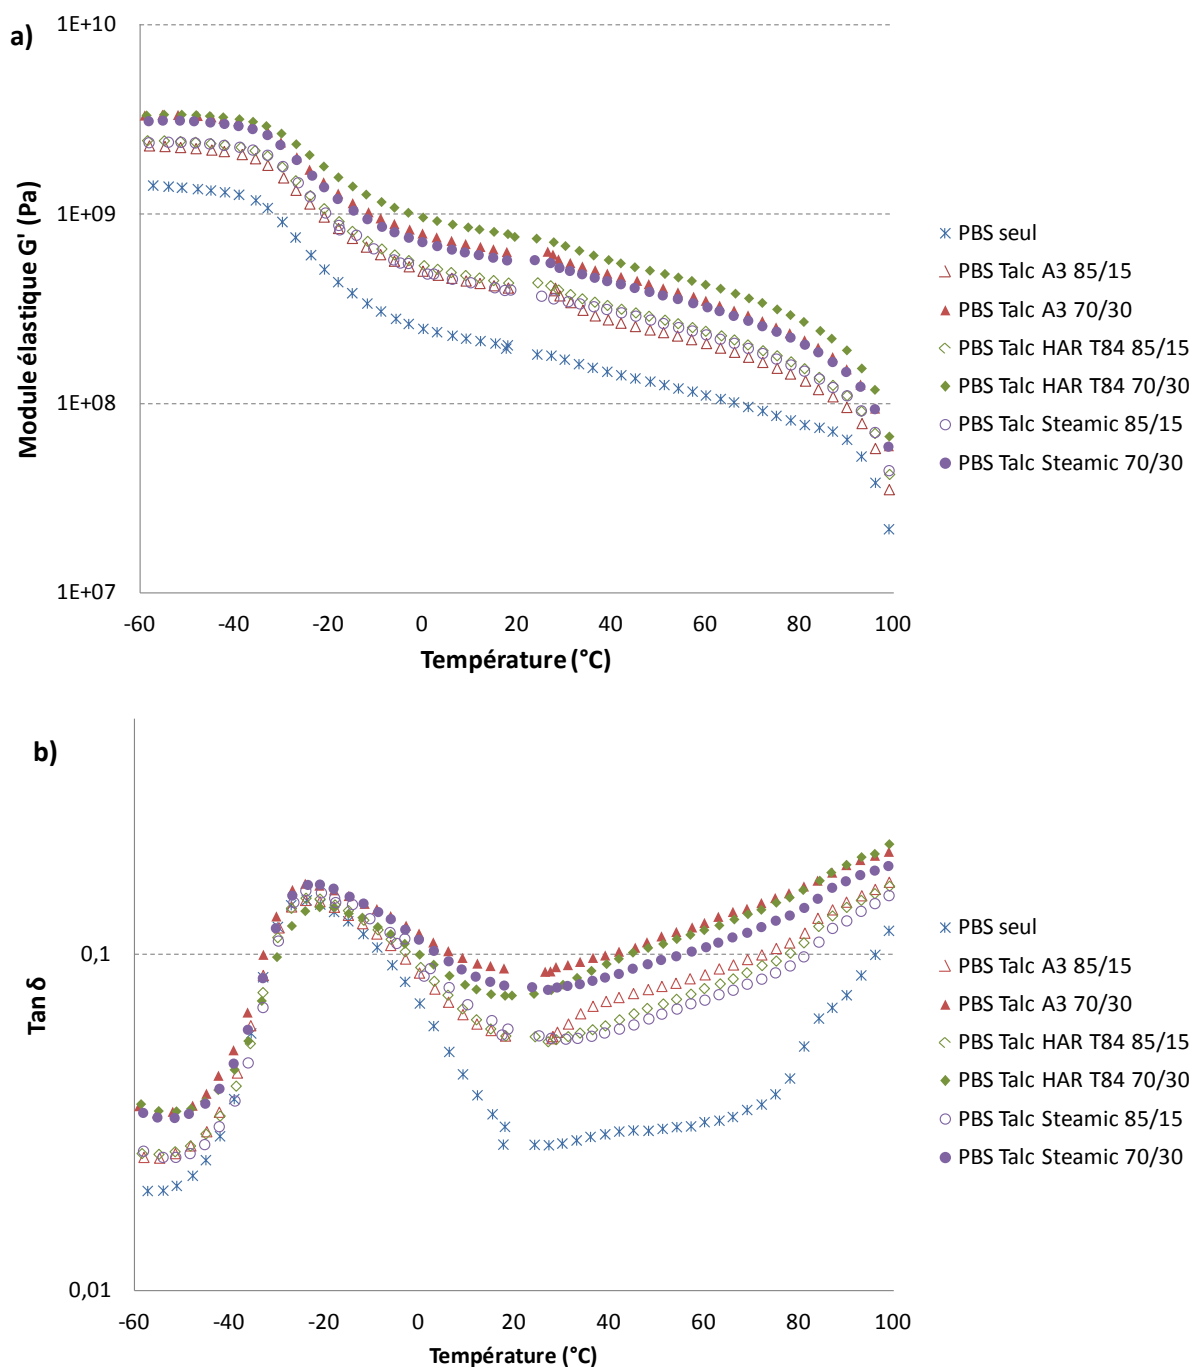 a)
1E+10
1E+09
1E+08
1E+07
Module élastique G' (Pa)
-60 -40 -20 0 20 40 60 80 100
Température (°C)
PBS seul
PBS Talc A3 85/15
PBS Talc A3 70/30
PBS Talc HAR T84 85/15
PBS Talc HAR T84 70/30
PBS Talc Steamic 85/15
PBS Talc Steamic 70/30
b)
0.1
0,01
Tan δ
-60 -40 -20 0 20 40 60 80 100
Température (°C)
PBS seul
PBS Talc A3 85/15
PBS Talc A3 70/30
PBS Talc HAR T84 85/15
PBS Talc HAR T84 70/30
PBS Talc Steamic 85/15
PBS Talc Steamic 70/30